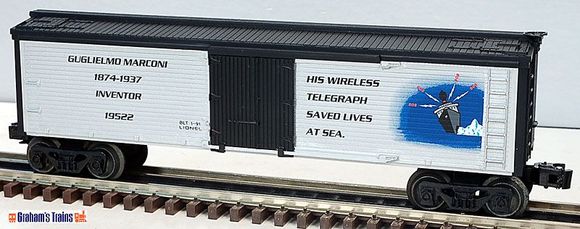 GUGLIELMO MARCONI
1874-1937
INVENTOR
19522
BLT 1-91
LIONEL
HIS WIRELESS
TELEGRAPH
SAVED LIVES
AT SEA.
Graham's Trains